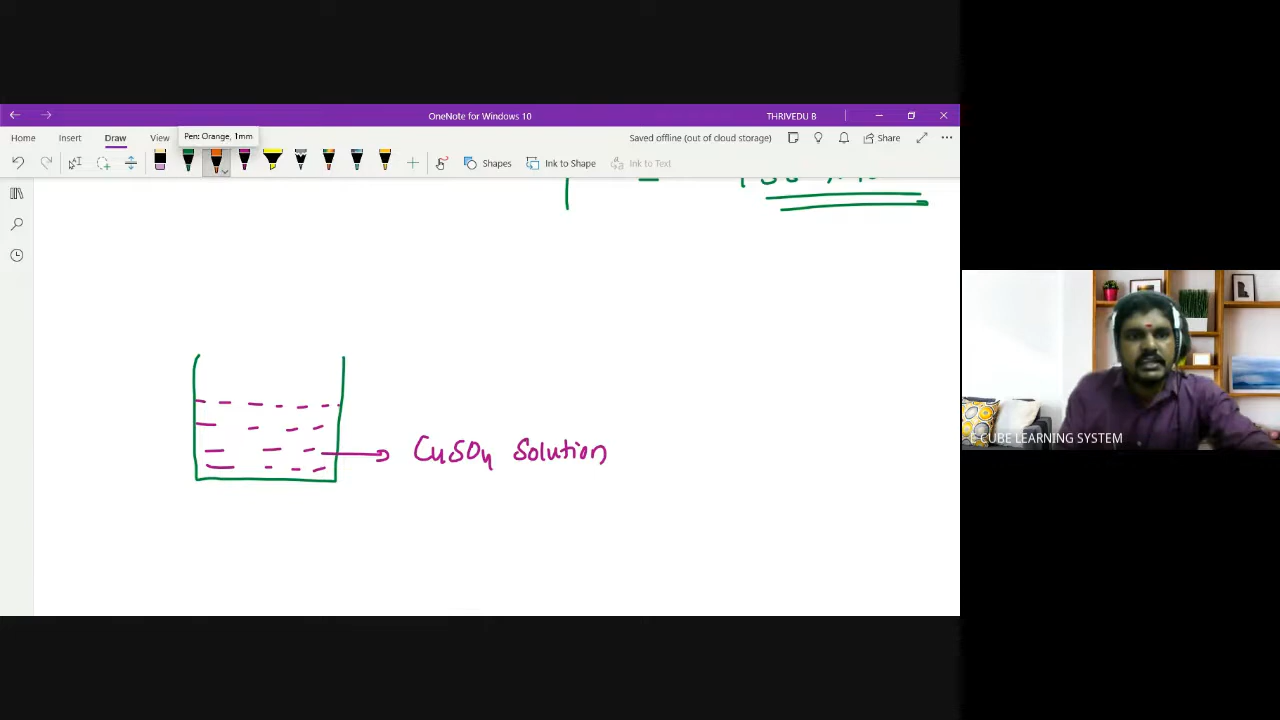 OneNote for Windows 10
THRIVEDU B
Home
Insert
Draw
View
Pen: Orange, 1mm
Saved offline (out of cloud storage)
Share
Shapes
Ink to Shape
Ink to Text
=
CuSO4 Solution
E CUBE LEARNING SYSTEM